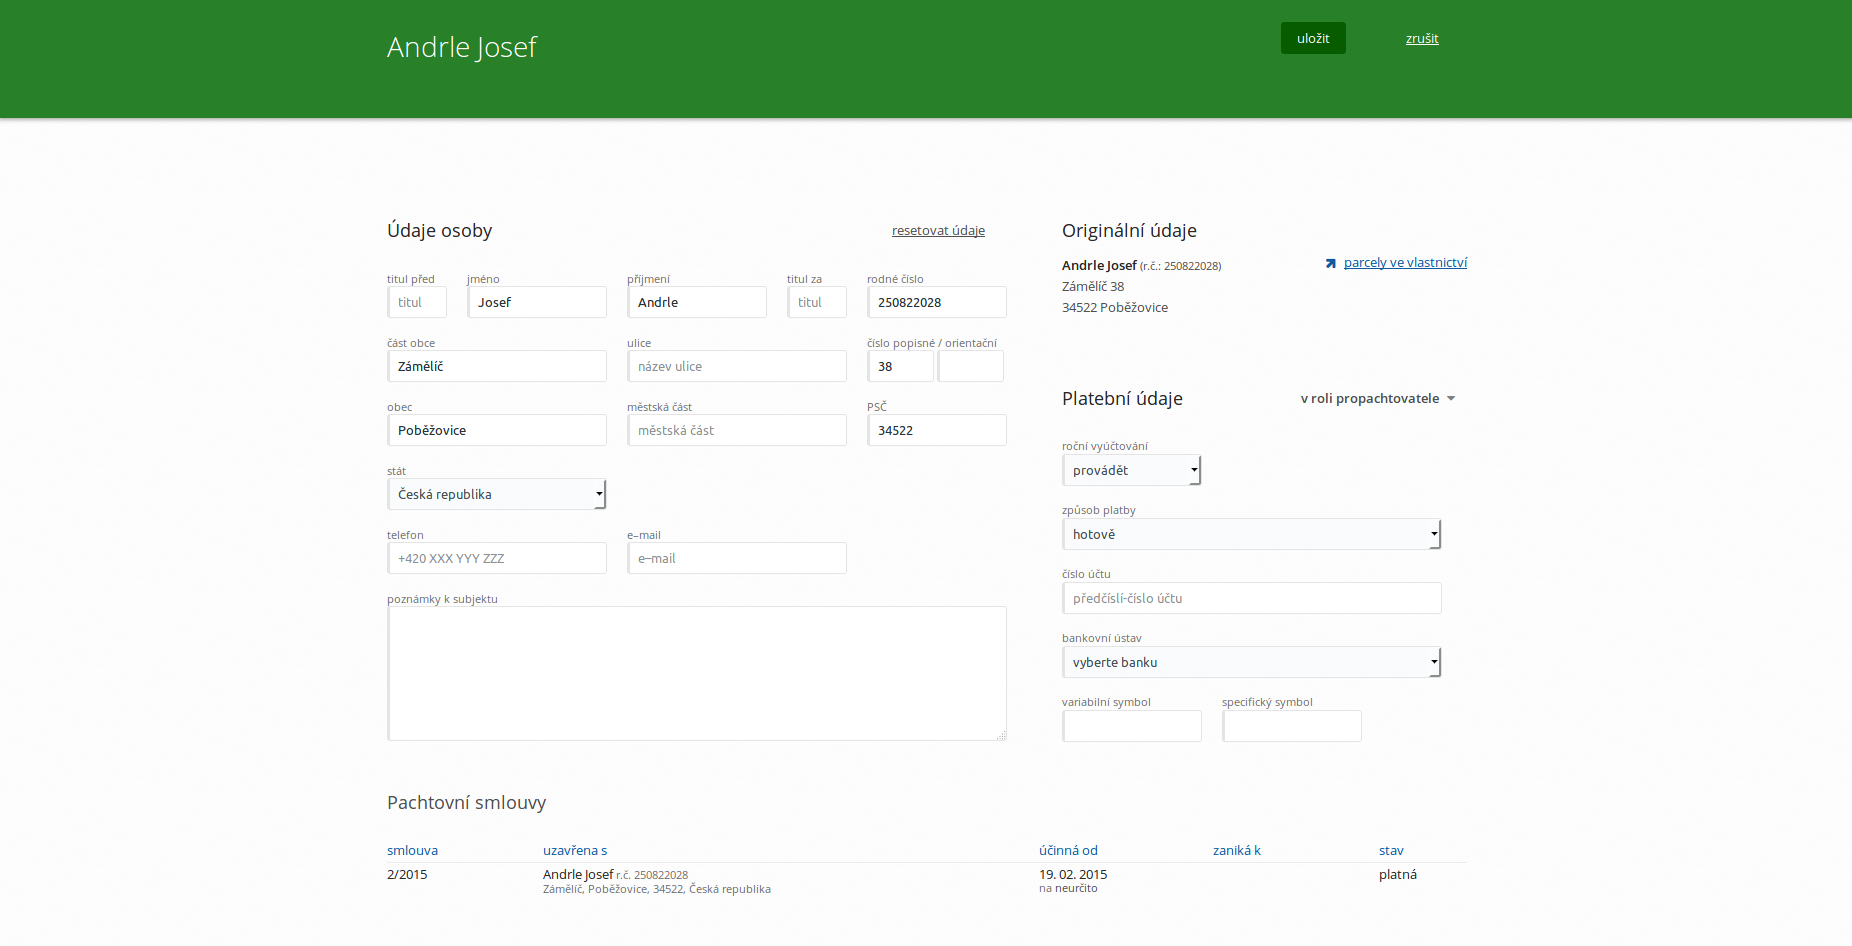 Andrle Josef
uložit
zrušit
Údaje osoby
resetovat údaje
titul před jméno příjmení titul za rodné číslo
titul Josef Andrle titul 250822028
část obce ulice číslo popisné / orientační
Zámělíč název ulice 38
obec městská část PSČ
Poběžovice městská část 34522
stát
Česká republika
telefon e–mail
+420 XXX YYY ZZZ e–mail
poznámky k subjektu
Originální údaje
Andrle Josef (r.č.: 250822028)
parcely ve vlastnictví
Zámělíč 38
34522 Poběžovice
Platební údaje
v roli propachtovatele
roční vyúčtování
provádět
způsob platby
hotově
číslo účtu
předčíslí-číslo účtu
bankovní ústav
vyberte banku
variabilní symbol specifický symbol
Pachtovní smlouvy
smlouva uzavřena s účinná od zaniká k stav
2/2015 Andrle Josef r.č. 250822028 19. 02. 2015 platná
Zámělíč, Poběžovice, 34522, Česká republika na neurčito